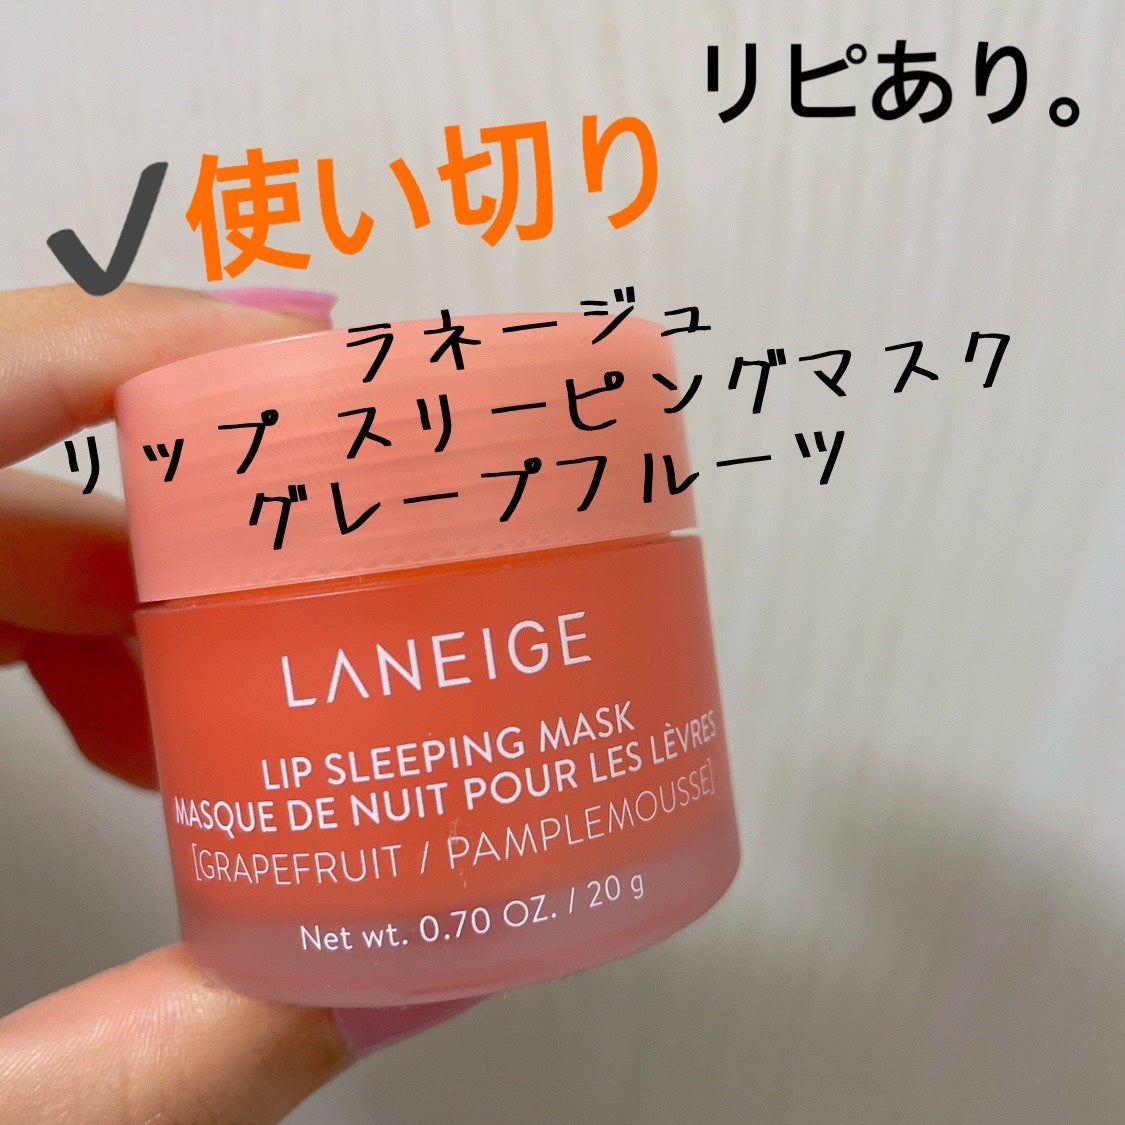 リピあり。
✔使い切り
ラネージュ
リップ スリーピングマスク
グレープフルーツ
LANEIGE
LIP SLEEPING MASK
MASQUE DE NUIT POUR LES LÈVRES
[GRAPEFRUIT / PAMPLEMOUSSE]
Net wt. 0.70 OZ. / 20 g